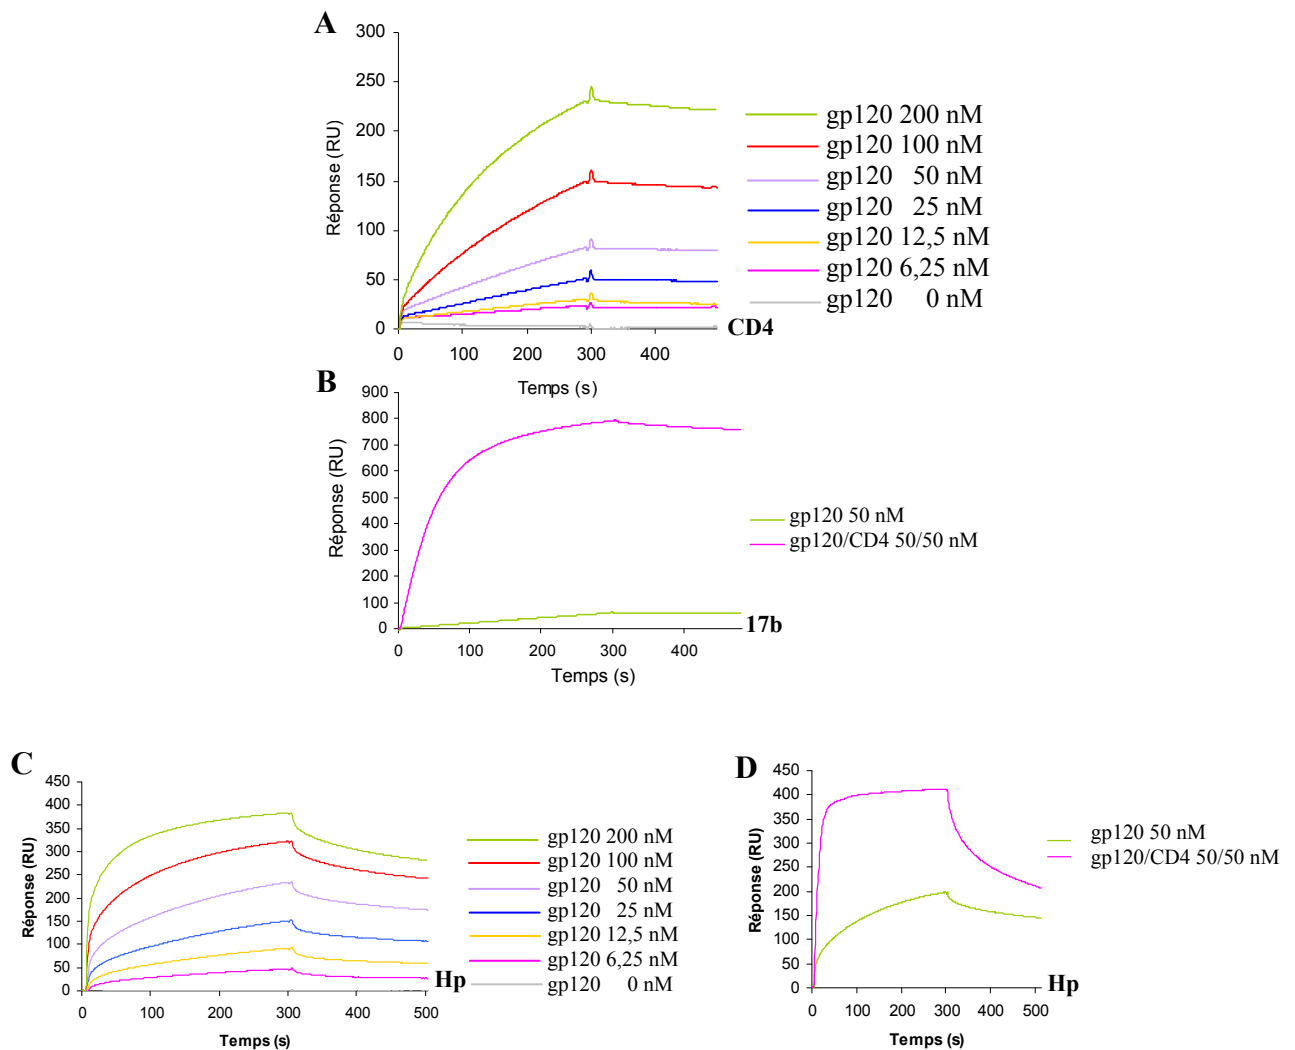 A
300
250
200
150
100
50
0
Réponse (RU)
0 100 200 300 400
Temps (s)
CD4
gp120 200 nM
gp120 100 nM
gp120 50 nM
gp120 25 nM
gp120 12,5 nM
gp120 6,25 nM
gp120 0 nM
B
900
800
700
600
500
400
300
200
100
0
Réponse (RU)
0 100 200 300 400
Temps (s)
17b
gp120 50 nM
gp120/CD4 50/50 nM
C
450
400
350
300
250
200
150
100
50
0
Réponse (RU)
0 100 200 300 400 500
Temps (s)
Hp
gp120 200 nM
gp120 100 nM
gp120 50 nM
gp120 25 nM
gp120 12,5 nM
gp120 6,25 nM
gp120 0 nM
D
450
400
350
300
250
200
150
100
50
0
Réponse (RU)
0 100 200 300 400 500
Temps (s)
Hp
gp120 50 nM
gp120/CD4 50/50 nM